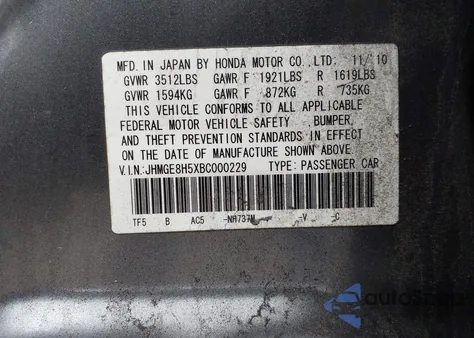 MFD. IN JAPAN BY HONDA MOTOR CO., LTD. 11/10
GVWR 3512LBS GAWR F 1921LBS R 1619LBS
GVWR 1594KG GAWR F 872KG R 735KG
THIS VEHICLE CONFORMS TO ALL APPLICABLE
FEDERAL MOTOR VEHICLE SAFETY , BUMPER,
AND THEFT PREVENTION STANDARDS IN EFFECT
ON THE DATE OF MANUFACTURE SHOWN ABOVE.
V.I.N.:JHMGE8H5XBC000229 TYPE: PASSENGER CAR
TF5 B AC5 -NH737M -V -C